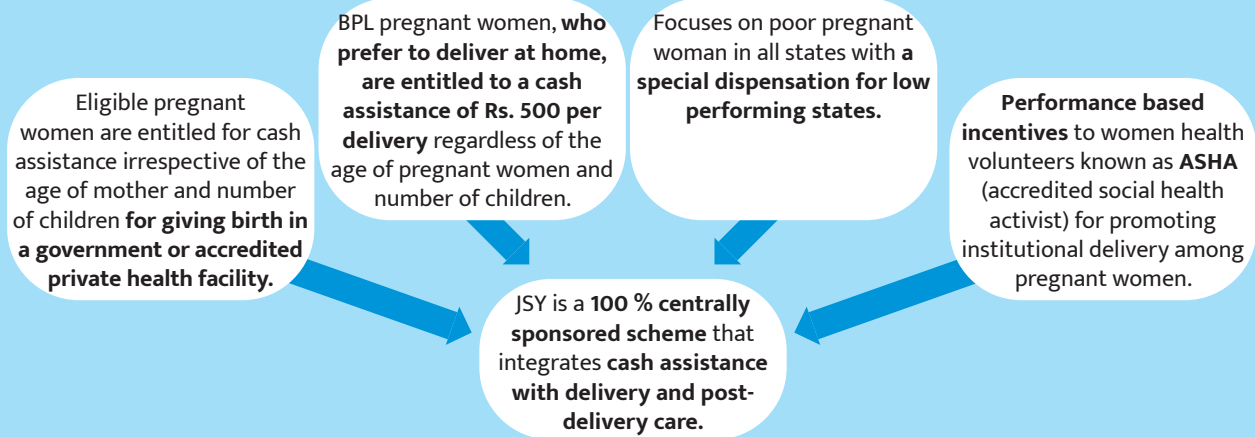 Eligible pregnant
women are entitled for cash
assistance irrespective of the
age of mother and number
of children for giving birth in
a government or accredited
private health facility.
BPL pregnant women, who
prefer to deliver at home,
are entitled to a cash
assistance of Rs. 500 per
delivery regardless of the
age of pregnant women and
number of children.
Focuses on poor pregnant
woman in all states with a
special dispensation for low
performing states.
Performance based
incentives to women health
volunteers known as ASHA
(accredited social health
activist) for promoting
institutional delivery among
pregnant women.
JSY is a 100 % centrally
sponsored scheme that
integrates cash assistance
with delivery and post-
delivery care.